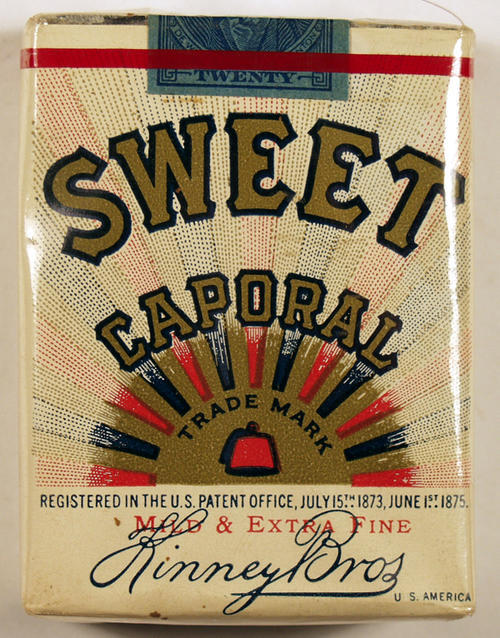 TWENTY
SWEET
CAPORAL
TRADE MARK
REGISTERED IN THE U.S. PATENT OFFICE, JULY 15TH 1873, JUNE 1ST 1875.
MILD & EXTRA FINE
Kinney Bros
U.S. AMERICA